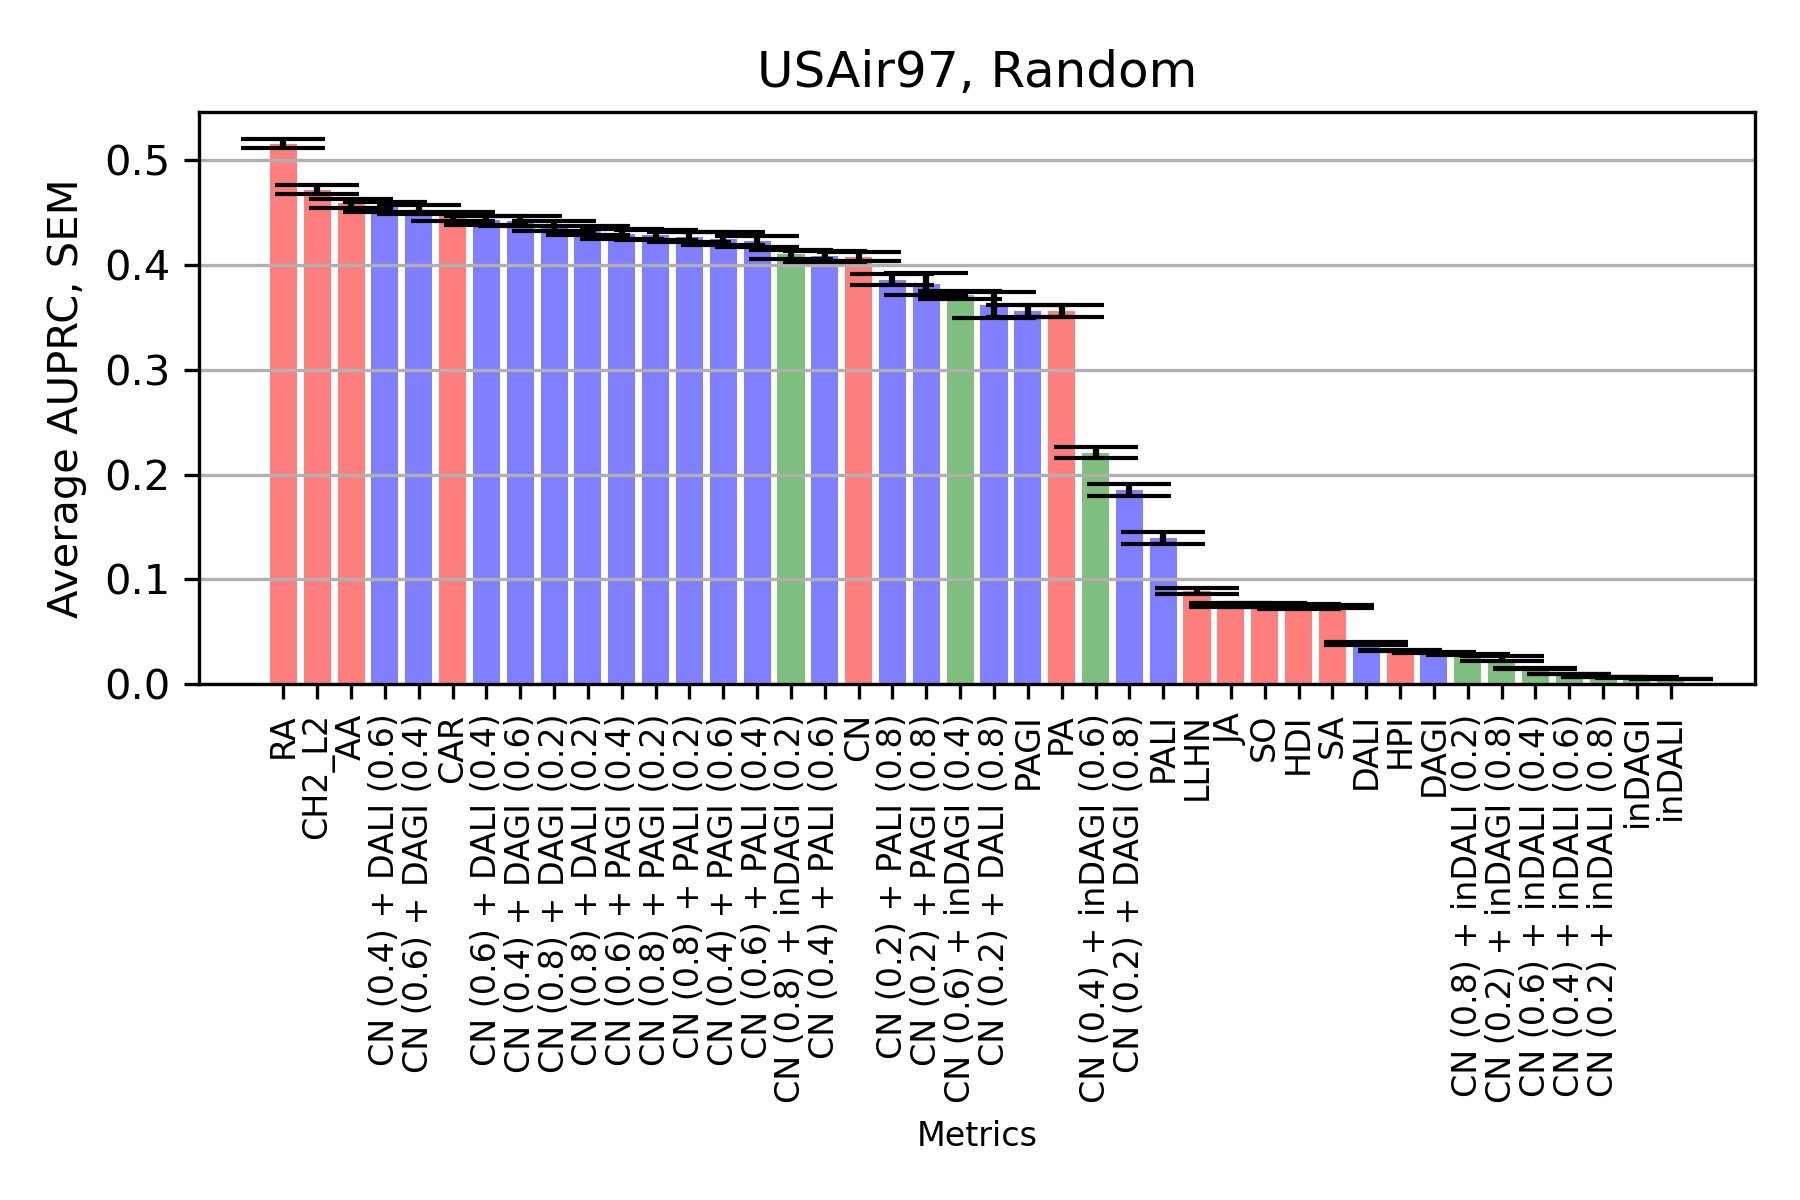 USAir97, Random
Average AUPRC, SEM
0.5
0.4
0.3
0.2
0.1
0.0
RA
CH2_L2
AA
CN (0.4) + DALI (0.6)
CN (0.6) + DAGI (0.4)
CAR
CN (0.6) + DALI (0.4)
CN (0.4) + DAGI (0.6)
CN (0.8) + DAGI (0.2)
CN (0.8) + DALI (0.2)
CN (0.6) + PAGI (0.4)
CN (0.8) + PAGI (0.2)
CN (0.8) + PALI (0.2)
CN (0.4) + PAGI (0.6)
CN (0.6) + PALI (0.4)
CN (0.8) + inDAGI (0.2)
CN (0.4) + PALI (0.6)
CN
CN (0.2) + PALI (0.8)
CN (0.2) + PAGI (0.8)
CN (0.6) + inDAGI (0.4)
CN (0.2) + DALI (0.8)
PAGI
PA
CN (0.4) + inDAGI (0.6)
CN (0.2) + DAGI (0.8)
PALI
LLHN
JA
SO
HDI
SA
DALI
HPI
DAGI
CN (0.8) + inDALI (0.2)
CN (0.2) + inDAGI (0.8)
CN (0.6) + inDALI (0.4)
CN (0.4) + inDALI (0.6)
CN (0.2) + inDALI (0.8)
inDAGI
inDALI
Metrics